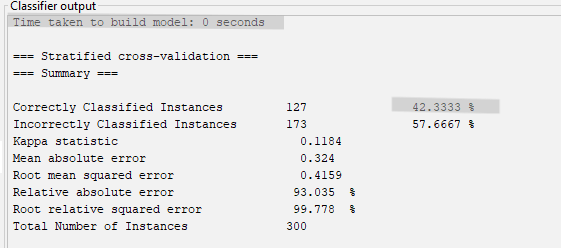 Classifier output
Time taken to build model: 0 seconds
=== Stratified cross-validation ===
=== Summary ===
Correctly Classified Instances 127 42.3333 %
Incorrectly Classified Instances 173 57.6667 %
Kappa statistic 0.1184
Mean absolute error 0.324
Root mean squared error 0.4159
Relative absolute error 93.035 %
Root relative squared error 99.778 %
Total Number of Instances 300